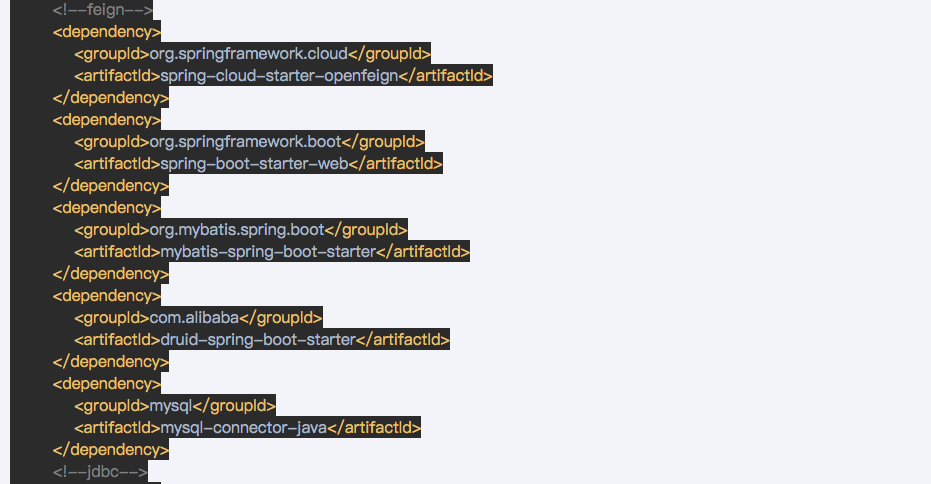 <!--feign-->
<dependency>
<groupId>org.springframework.cloud</groupId>
<artifactId>spring-cloud-starter-openfeign</artifactId>
</dependency>
<dependency>
<groupId>org.springframework.boot</groupId>
<artifactId>spring-boot-starter-web</artifactId>
</dependency>
<dependency>
<groupId>org.mybatis.spring.boot</groupId>
<artifactId>mybatis-spring-boot-starter</artifactId>
</dependency>
<dependency>
<groupId>com.alibaba</groupId>
<artifactId>druid-spring-boot-starter</artifactId>
</dependency>
<dependency>
<groupId>mysql</groupId>
<artifactId>mysql-connector-java</artifactId>
</dependency>
<!--jdbc-->